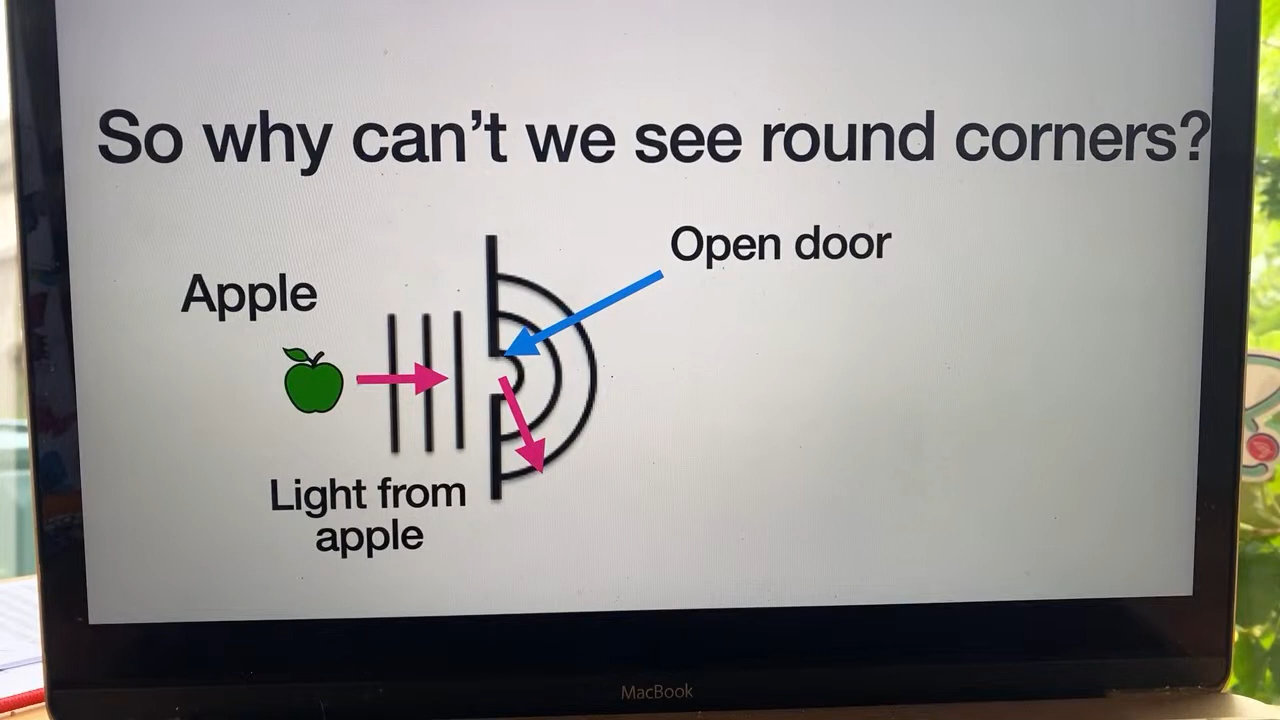 So why can't we see round corners?
Open door
Apple
Light from
apple
MacBook